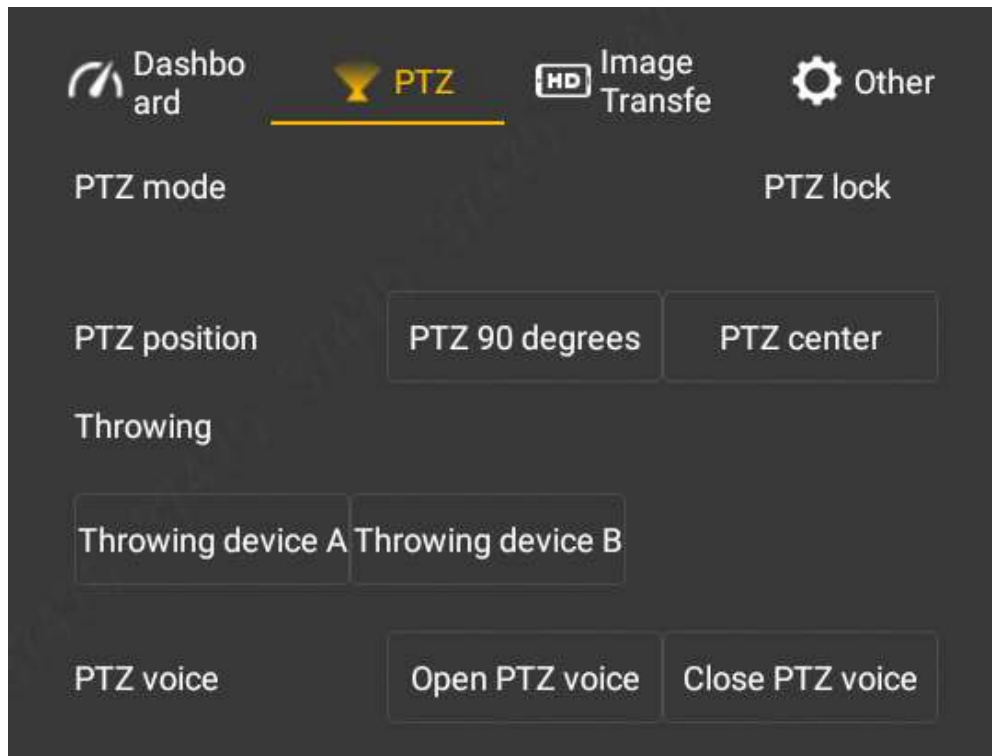 Dashbo
ard
PTZ
HD
Image
Transfe
Other
PTZ mode
PTZ lock
PTZ position
PTZ 90 degrees
PTZ center
Throwing
Throwing device A
Throwing device B
PTZ voice
Open PTZ voice
Close PTZ voice